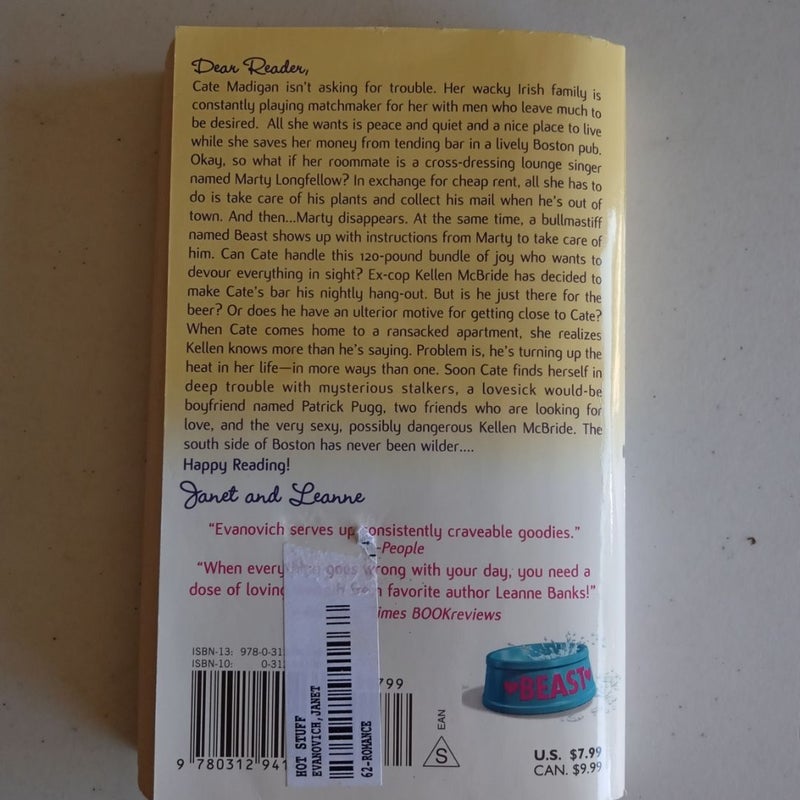 Dear Reader,
Cate Madigan isn't asking for trouble. Her wacky Irish family is
constantly playing matchmaker for her with men who leave much to
be desired. All she wants is peace and quiet and a nice place to live
while she saves her money from tending bar in a lively Boston pub.
Okay, so what if her roommate is a cross-dressing lounge singer
named Marty Longfellow? In exchange for cheap rent, all she has to
do is take care of his plants and collect his mail when he's out of
town. And then...Marty disappears. At the same time, a bullmastiff
named Beast shows up with instructions from Marty to take care of
him. Can Cate handle this 120-pound bundle of joy who wants to
devour everything in sight? Ex-cop Kellen McBride has decided to
make Cate's bar his nightly hang-out. But is he just there for the
beer? Or does he have an ulterior motive for getting close to Cate?
When Cate comes home to a ransacked apartment, she realizes
Kellen knows more than he's saying. Problem is, he's turning up the
heat in her life—in more ways than one. Soon Cate finds herself in
deep trouble with mysterious stalkers, a lovesick would-be
boyfriend named Patrick Pugg, two friends who are looking for
love, and the very sexy, possibly dangerous Kellen McBride. The
south side of Boston has never been wilder....
Happy Reading!
Janet and Leanne
"Evanovich serves up consistently craveable goodies."
—People
"When everything goes wrong with your day, you need a
dose of loving from favorite author Leanne Banks!"
imes BOOKreviews
ISBN-13: 978-0-31
ISBN-10: 0-31
799
9 780312 941
HOT STUFF
EVANOVICH, JANET
62-ROMANCE
EAN
S
BEAST
U.S. $7.99
CAN. $9.99